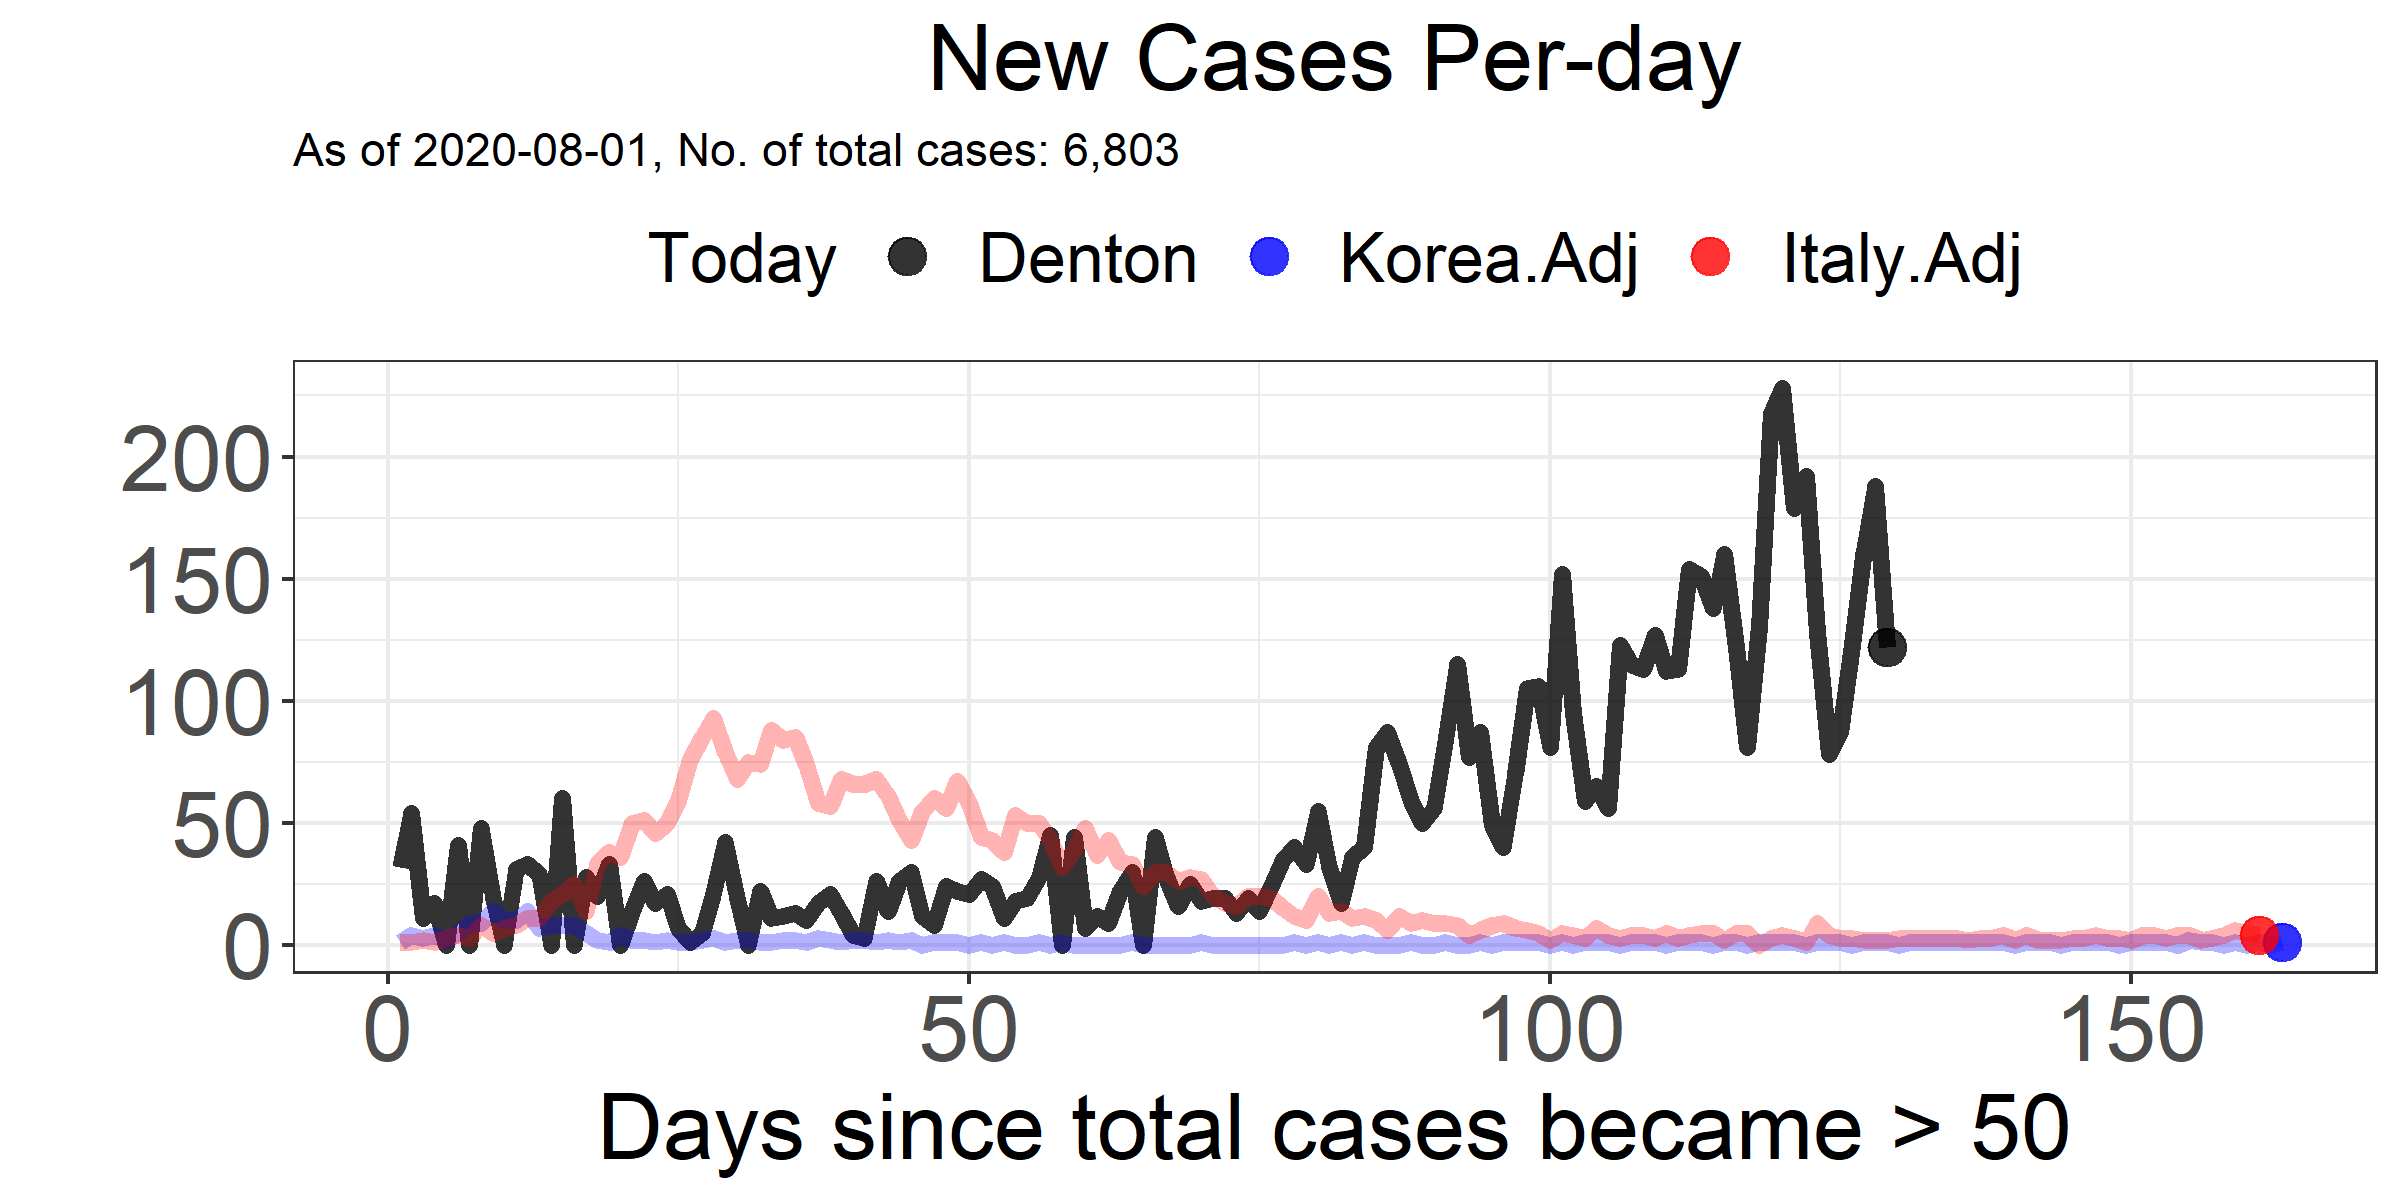 New Cases Per-day
As of 2020-08-01, No. of total cases: 6,803
Today Denton Korea.Adj Italy.Adj
200
150
100
50
0
0 50 100 150
Days since total cases became > 50